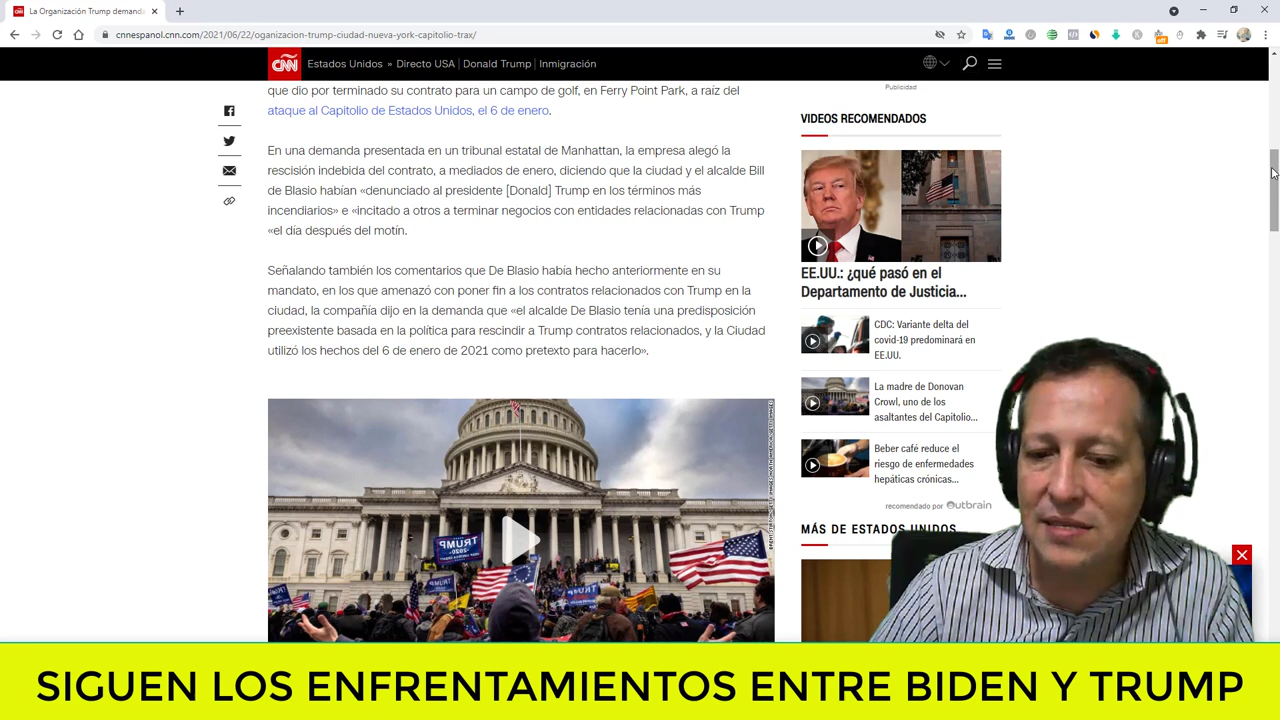 La Organización Trump demanda
cnnespanol.cnn.com/2021/06/22/oganizacion-trump-ciudad-nueva-york-capitolio-trax/
CNN
Estados Unidos » Directo USA | Donald Trump | Inmigración
que dio por terminado su contrato para un campo de golf, en Ferry Point Park, a raíz del
ataque al Capitolio de Estados Unidos, el 6 de enero.
En una demanda presentada en un tribunal estatal de Manhattan, la empresa alegó la
rescisión indebida del contrato, a mediados de enero, diciendo que la ciudad y el alcalde Bill
de Blasio habían «denunciado al presidente [Donald] Trump en los términos más
incendiarios» e «incitado a otros a terminar negocios con entidades relacionadas con Trump
«el día después del motín.
Señalando también los comentarios que De Blasio había hecho anteriormente en su
mandato, en los que amenazó con poner fin a los contratos relacionados con Trump en la
ciudad, la compañía dijo en la demanda que «el alcalde De Blasio tenía una predisposición
preexistente basada en la política para rescindir a Trump contratos relacionados, y la Ciudad
utilizó los hechos del 6 de enero de 2021 como pretexto para hacerlo».
TRUMP
2020
TRUMP
TRUMP
Publicidad
VIDEOS RECOMENDADOS
EE.UU.: ¿qué pasó en el
Departamento de Justicia...
CDC: Variante delta del
covid-19 predominará en
EE.UU.
La madre de Donovan
Crowl, uno de los
asaltantes del Capitolio...
Beber café reduce el
riesgo de enfermedades
hepáticas crónicas...
recomendado por Outbrain
MÁS DE ESTADOS UNIDOS
off
SIGUEN LOS ENFRENTAMIENTOS ENTRE BIDEN Y TRUMP